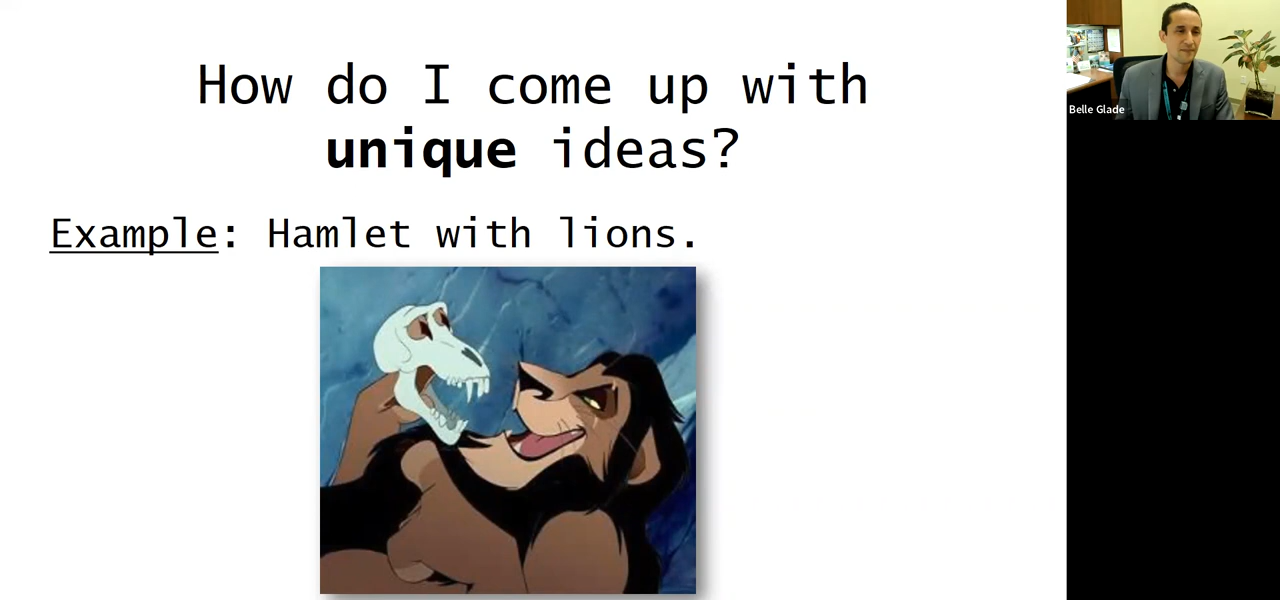 How do I come up with
unique ideas?
Example: Hamlet with lions.
Belle Glade